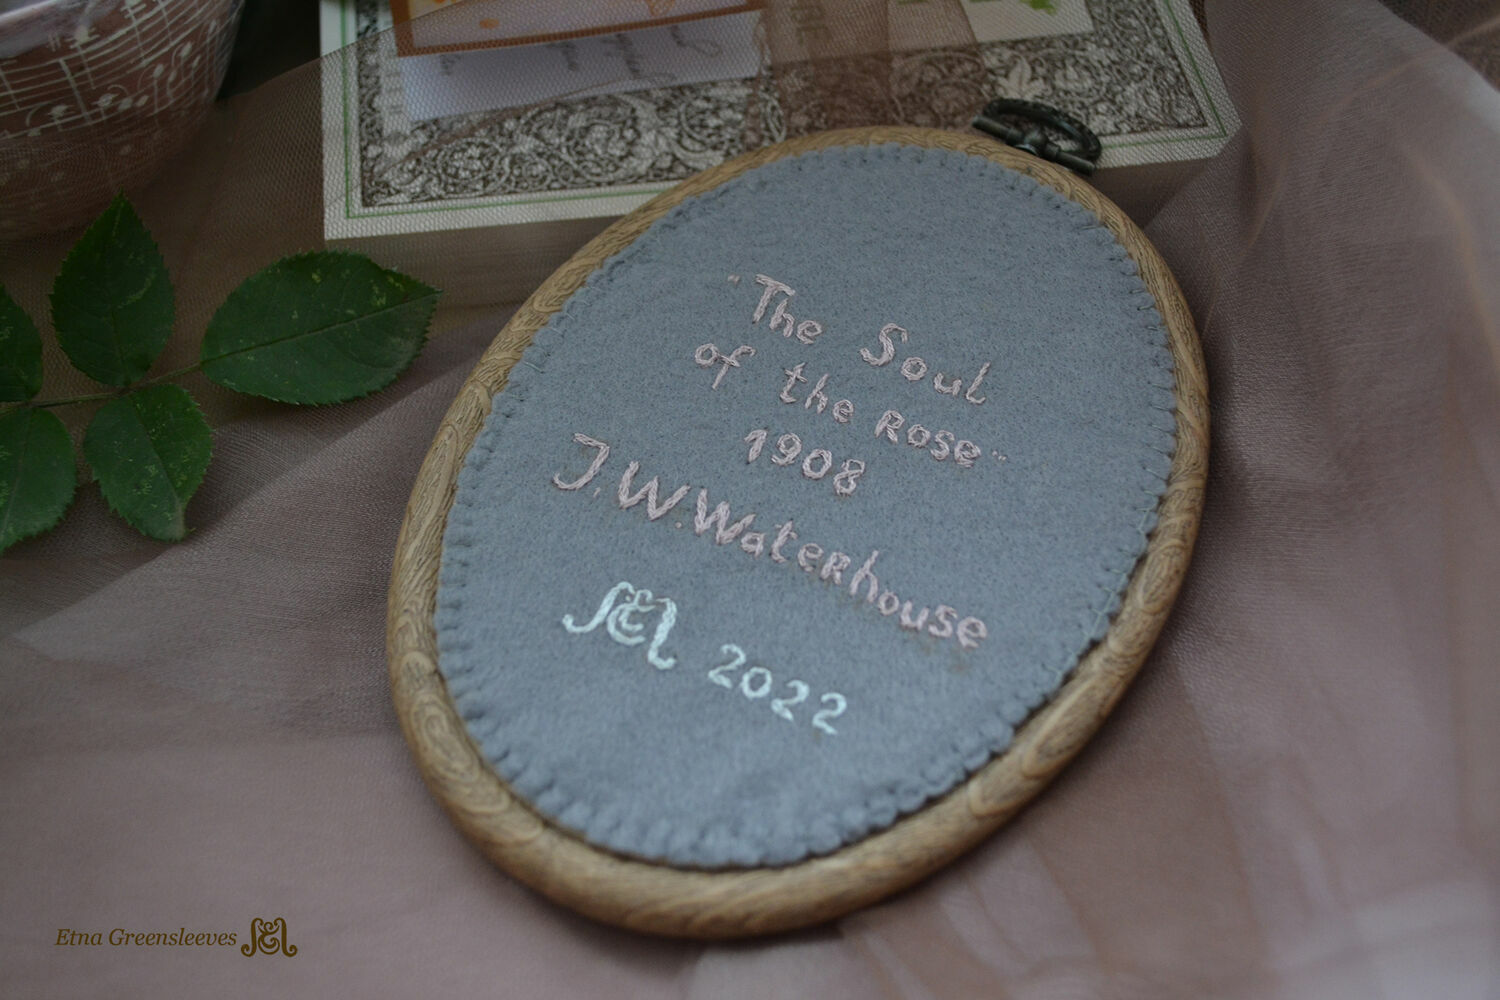 "The Soul
of the Rose"
1908
J.W.Waterhouse
2022
Etna Greensleeves